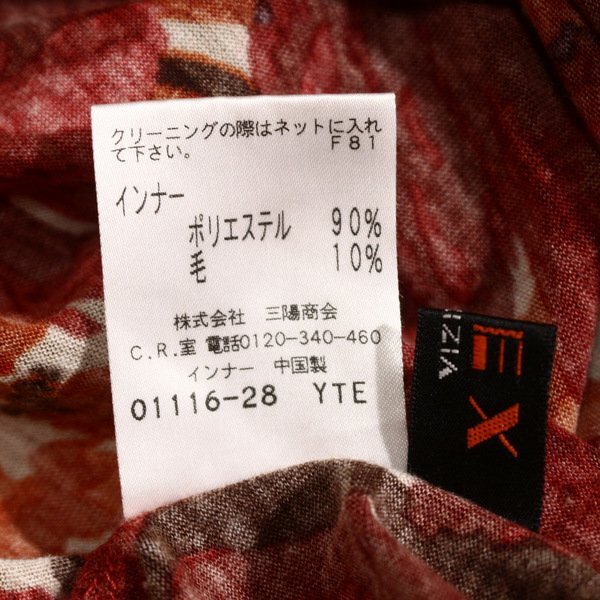 クリーニングの際はネットに入れ
て下さい。 F81
インナー
ポリエステル 90%
毛 10%
株式会社 三陽商会
C.R.室 電話0120-340-460
インナー 中国製
01116-28 YTE
EX
IZIA